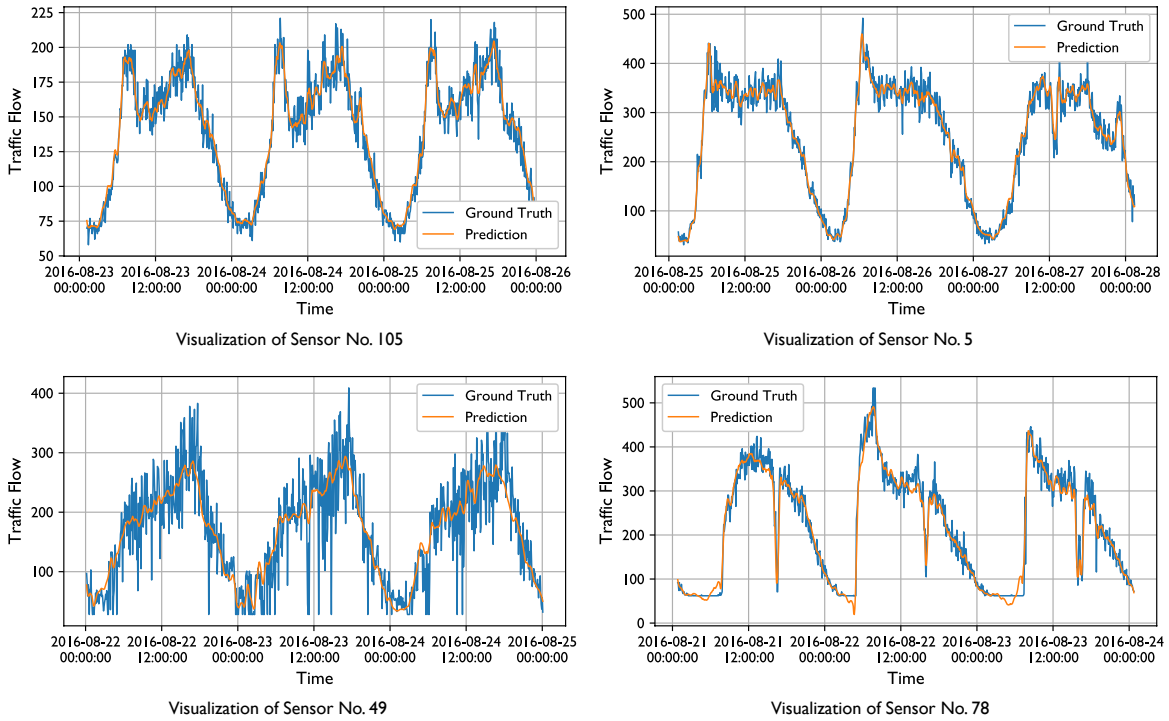 225
200
175
150
125
100
75
50
Traffic Flow
Ground Truth
Prediction
2016-08-23 2016-08-23 2016-08-24 2016-08-24 2016-08-25 2016-08-25 2016-08-26
00:00:00 12:00:00 00:00:00 12:00:00 00:00:00 12:00:00 00:00:00
Time
Visualization of Sensor No. 105
500
400
300
200
100
Traffic Flow
Ground Truth
Prediction
2016-08-25 2016-08-25 2016-08-26 2016-08-26 2016-08-27 2016-08-27 2016-08-28
00:00:00 12:00:00 00:00:00 12:00:00 00:00:00 12:00:00 00:00:00
Time
Visualization of Sensor No. 5
400
300
200
100
Traffic Flow
Ground Truth
Prediction
2016-08-22 2016-08-22 2016-08-23 2016-08-23 2016-08-24 2016-08-24 2016-08-25
00:00:00 12:00:00 00:00:00 12:00:00 00:00:00 12:00:00 00:00:00
Time
Visualization of Sensor No. 49
500
400
300
200
100
0
Traffic Flow
Ground Truth
Prediction
2016-08-21 2016-08-21 2016-08-22 2016-08-22 2016-08-23 2016-08-23 2016-08-24
00:00:00 12:00:00 00:00:00 12:00:00 00:00:00 12:00:00 00:00:00
Time
Visualization of Sensor No. 78